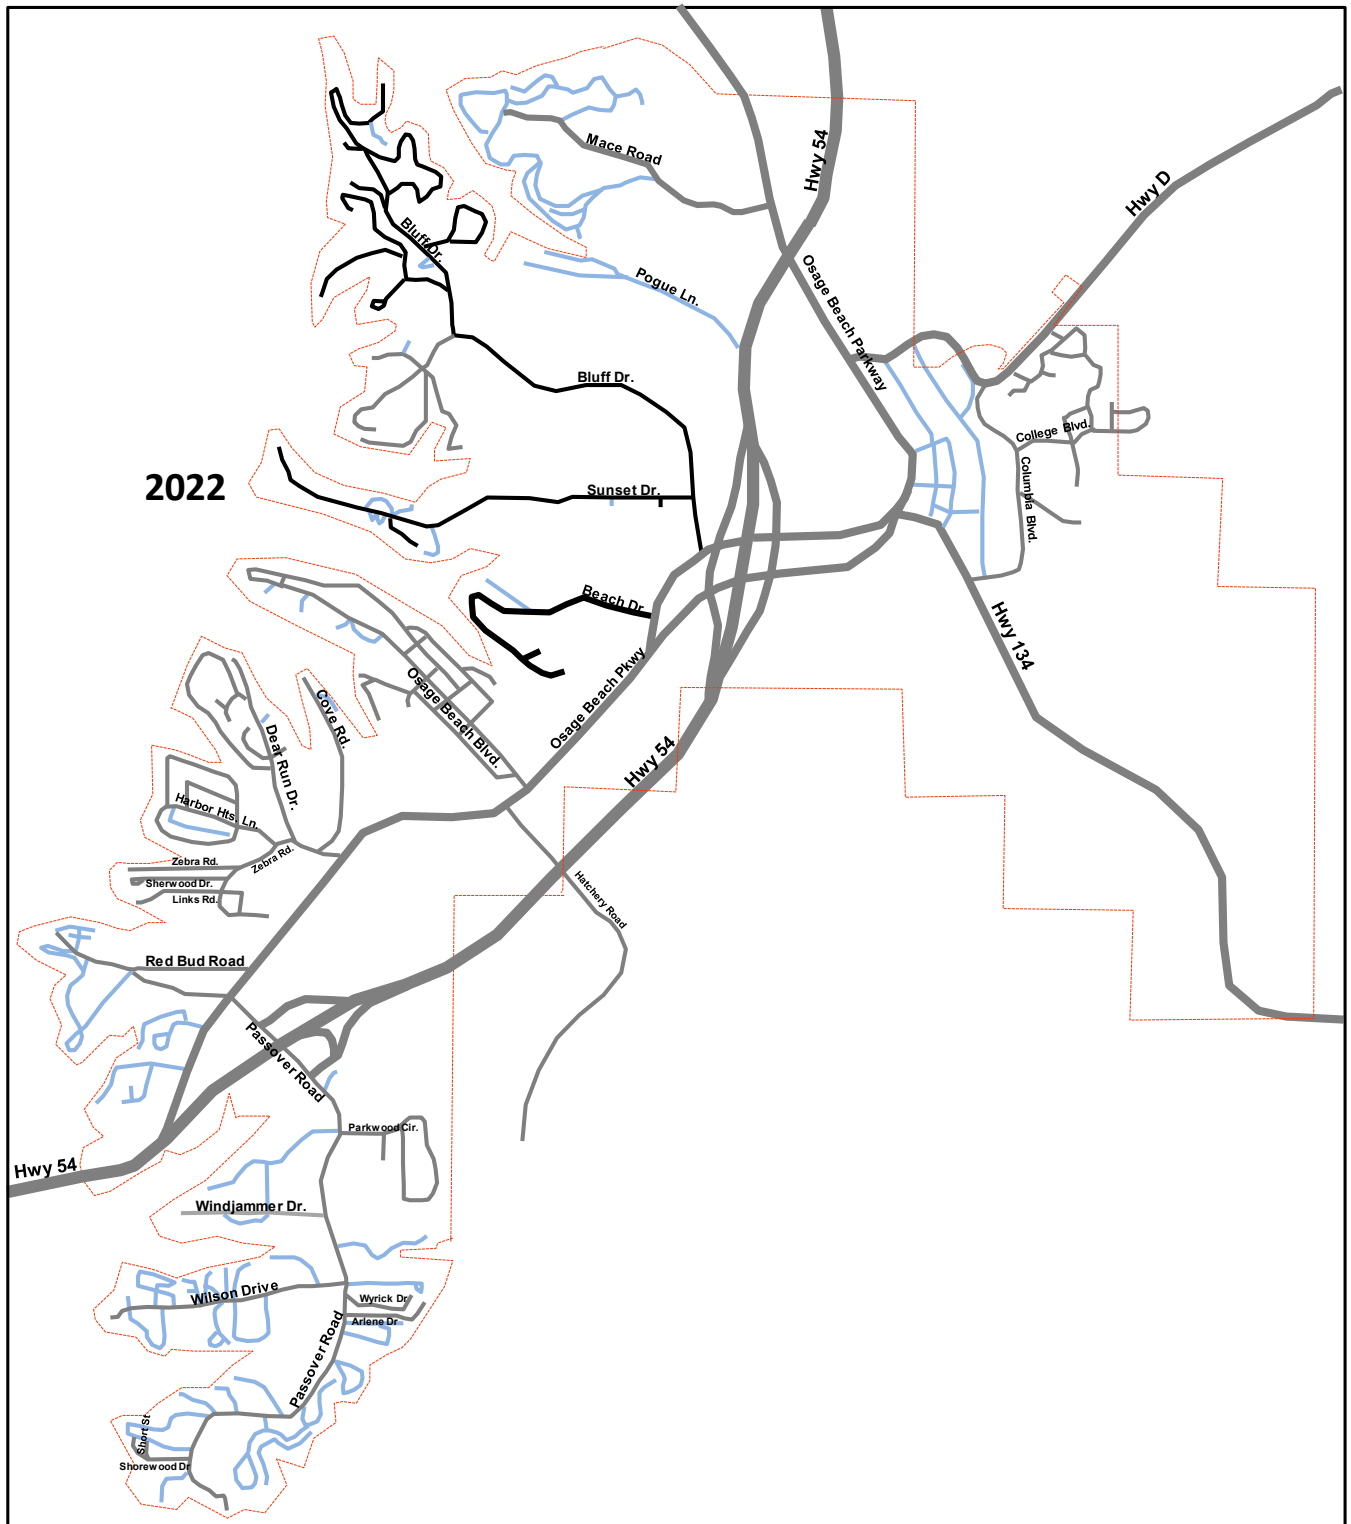 Hwy 54
Mace Road
Hwy D
Bluff Dr.
Pogue Ln.
Osage Beach Parkway
Bluff Dr.
College Blvd.
Columbia Blvd.
2022
Sunset Dr.
Beach Dr.
Hwy 134
Osage Beach Pkwy
Osage Beach Blvd.
Cove Rd.
Dear Run Dr.
Hwy 54
Harbor Hts. Ln.
Zebra Rd.
Zebra Rd.
Sherwood Dr.
Links Rd.
Hatchery Road
Red Bud Road
Passover Road
Parkwood Cir.
Hwy 54
Windjammer Dr.
Wilson Drive
Wyrick Dr
Arlene Dr
Passover Road
Short St
Shorewood Dr